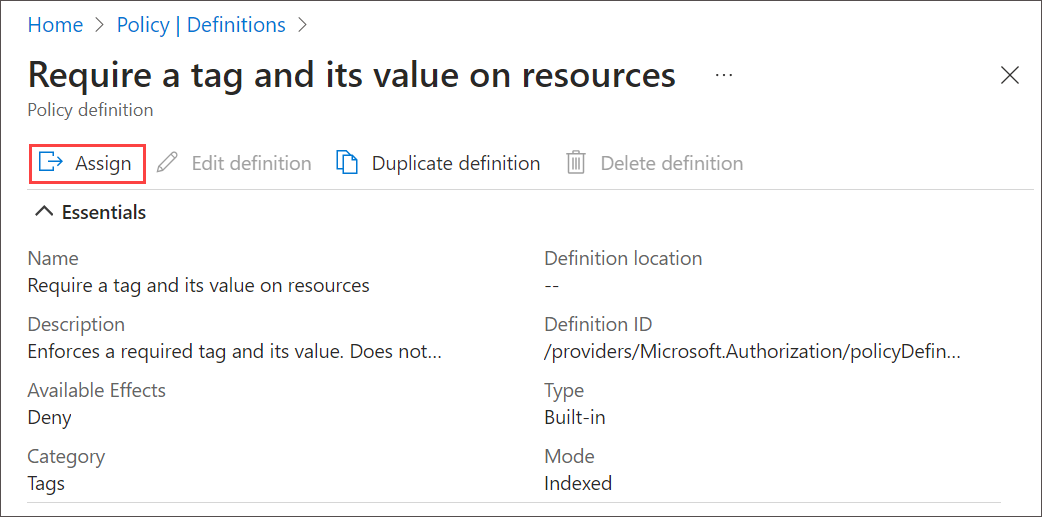 Home > Policy | Definitions >
Require a tag and its value on resources ...
Policy definition
Assign Edit definition Duplicate definition Delete definition
Essentials
Name Definition location
Require a tag and its value on resources --
Description Definition ID
Enforces a required tag and its value. Does not... /providers/Microsoft.Authorization/policyDefin...
Available Effects Type
Deny Built-in
Category Mode
Tags Indexed